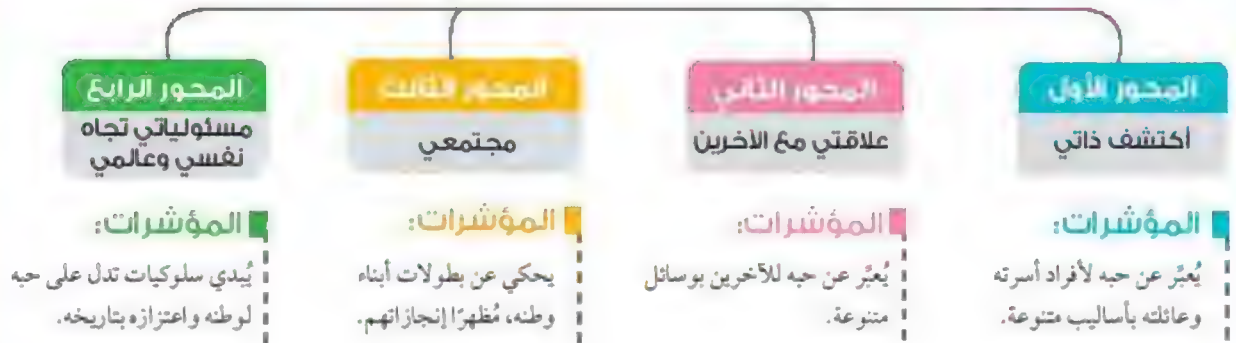 المحور الأول
أكتشف ذاتي
المؤشرات:
يُعبِّر عن حبه لأفراد أسرته
وعائلته بأساليب متنوعة.
المحور الثاني
علاقتي مع الآخرين
المؤشرات:
يُعبِّر عن حبه للآخرين بوسائل
متنوعة.
المحور الثالث
مجتمعي
المؤشرات:
يحكي عن بطولات أبناء
وطنه، مُظهرًا إنجازاتهم.
المحور الرابع
مسئولياتي تجاه
نفسي وعالمي
المؤشرات:
يُبدي سلوكيات تدل على حبه
لوطنه واعتزازه بتاريخه.